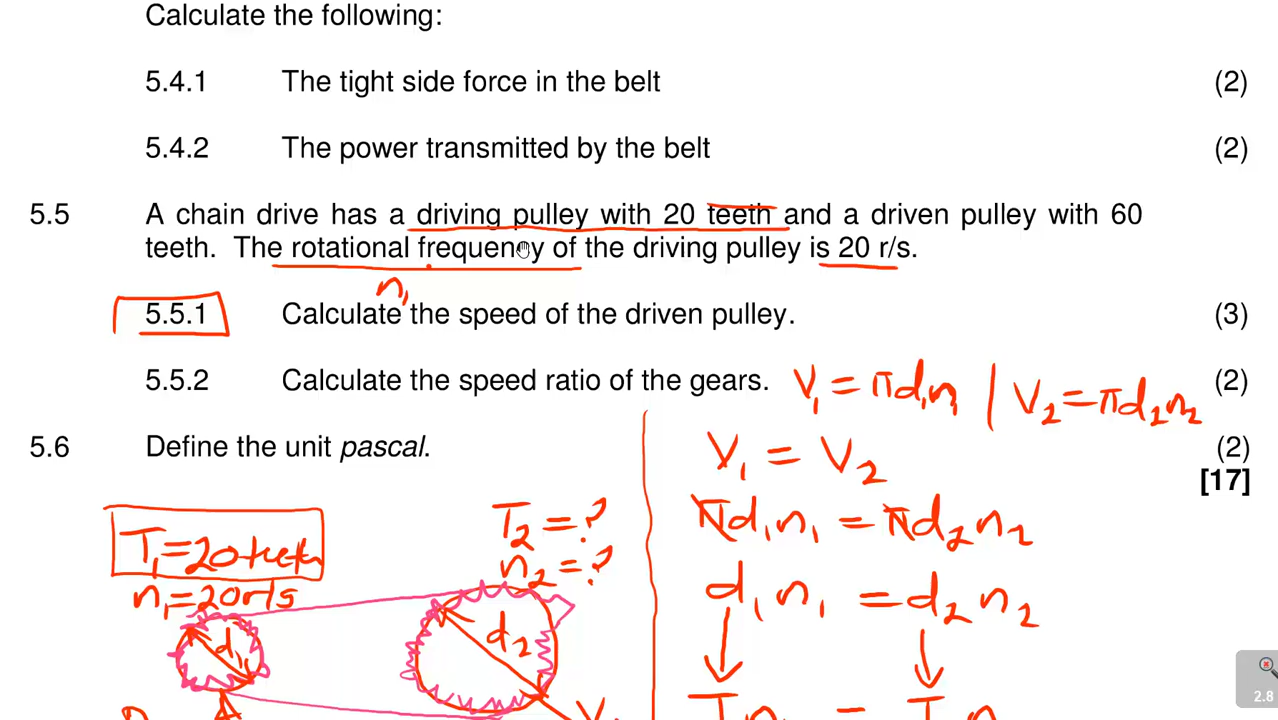 Calculate the following:
5.4.1 The tight side force in the belt (2)
5.4.2 The power transmitted by the belt (2)
5.5 A chain drive has a driving pulley with 20 teeth and a driven pulley with 60
teeth. The rotational frequency of the driving pulley is 20 r/s.
n₁
5.5.1 Calculate the speed of the driven pulley. (3)
5.5.2 Calculate the speed ratio of the gears. (2)
V₁ = πd₁n₁ | V₂ = πd₂n₂
5.6 Define the unit pascal. (2)
[17]
V₁ = V₂
πd₁n₁ = πd₂n₂
d₁n₁ = d₂n₂
T₁=20teeth
n₁=20r/s
T₂ = ?
n₂ = ?
d₁
d₂
2.8